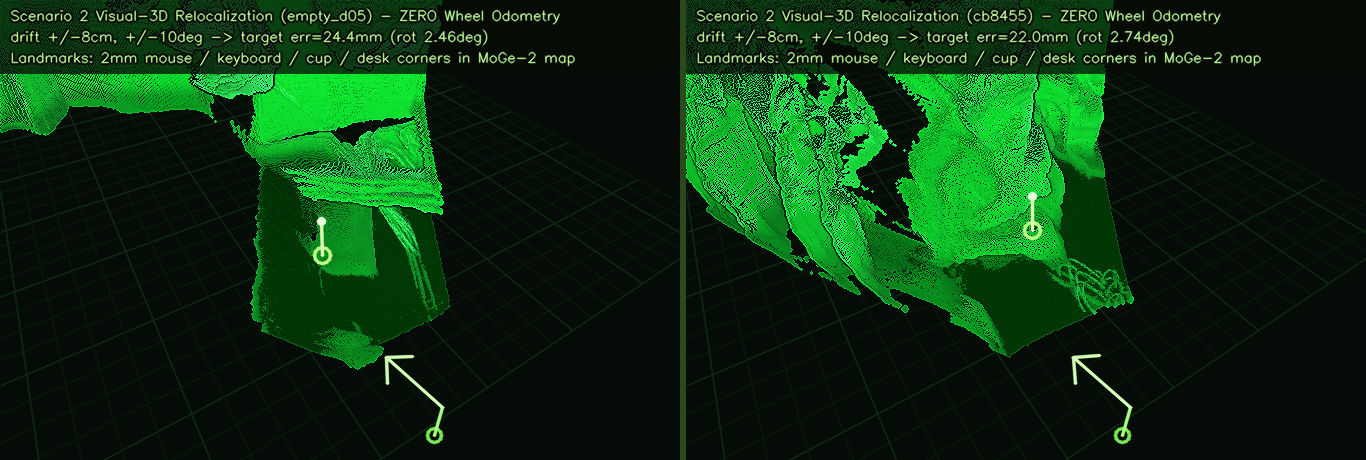 Scenario 2 Visual-3D Relocalization (empty_d05) - ZERO Wheel Odometry
drift +/-8cm, +/-10deg -> target err=24.4mm (rot 2.46deg)
Landmarks: 2mm mouse / keyboard / cup / desk corners in MoGe-2 map
Scenario 2 Visual-3D Relocalization (cb8455) - ZERO Wheel Odometry
drift +/-8cm, +/-10deg -> target err=22.0mm (rot 2.74deg)
Landmarks: 2mm mouse / keyboard / cup / desk corners in MoGe-2 map